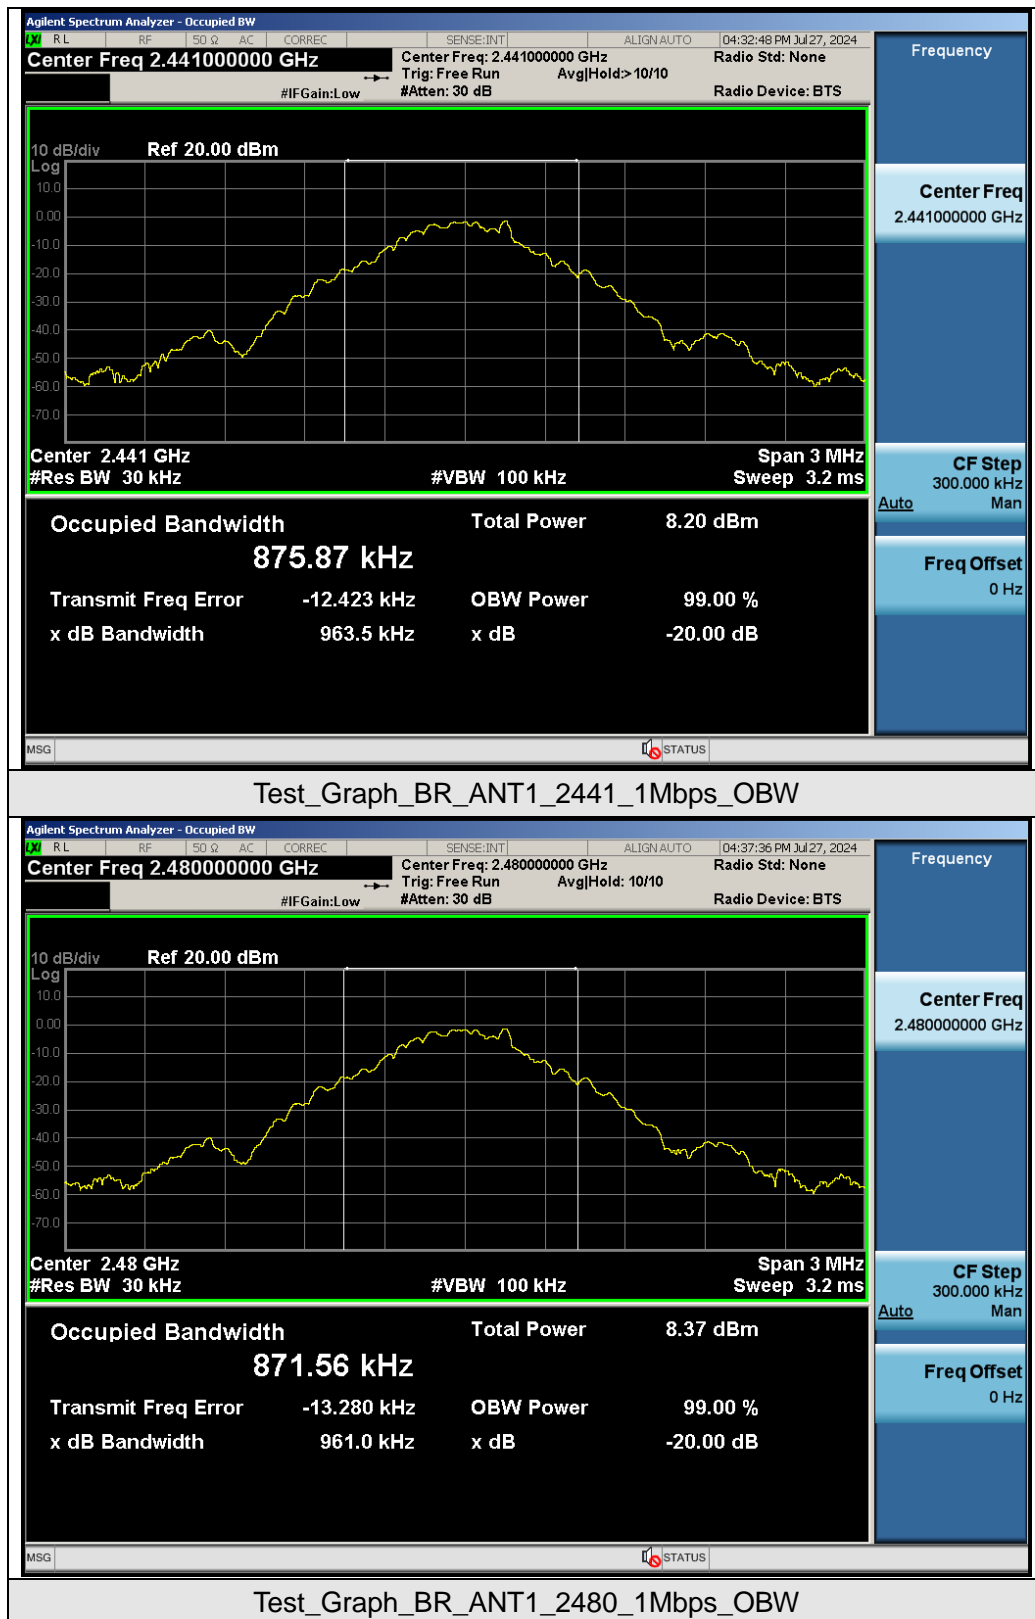 Agilent Spectrum Analyzer - Occupied BW
LXI RL RF 50 Ω AC CORREC SENSE:INT ALIGN AUTO 04:32:48 PM Jul 27, 2024
Center Freq 2.441000000 GHz Center Freq: 2.441000000 GHz Radio Std: None Frequency
Trig: Free Run Avg|Hold:> 10/10
#IFGain:Low #Atten: 30 dB Radio Device: BTS
10 dB/div Ref 20.00 dBm
Log
10.0
0.00
-10.0
-20.0
-30.0
-40.0
-50.0
-60.0
-70.0
Center Freq
2.441000000 GHz
Center 2.441 GHz Span 3 MHz
#Res BW 30 kHz #VBW 100 kHz Sweep 3.2 ms
CF Step
300.000 kHz
Auto Man
Occupied Bandwidth Total Power 8.20 dBm
875.87 kHz
Freq Offset
0 Hz
Transmit Freq Error -12.423 kHz OBW Power 99.00 %
x dB Bandwidth 963.5 kHz x dB -20.00 dB
MSG STATUS
Test_Graph_BR_ANT1_2441_1Mbps_OBW
Agilent Spectrum Analyzer - Occupied BW
LXI RL RF 50 Ω AC CORREC SENSE:INT ALIGN AUTO 04:37:36 PM Jul 27, 2024
Center Freq 2.480000000 GHz Center Freq: 2.480000000 GHz Radio Std: None Frequency
Trig: Free Run Avg|Hold: 10/10
#IFGain:Low #Atten: 30 dB Radio Device: BTS
10 dB/div Ref 20.00 dBm
Log
10.0
0.00
-10.0
-20.0
-30.0
-40.0
-50.0
-60.0
-70.0
Center Freq
2.480000000 GHz
Center 2.48 GHz Span 3 MHz
#Res BW 30 kHz #VBW 100 kHz Sweep 3.2 ms
CF Step
300.000 kHz
Auto Man
Occupied Bandwidth Total Power 8.37 dBm
871.56 kHz
Freq Offset
0 Hz
Transmit Freq Error -13.280 kHz OBW Power 99.00 %
x dB Bandwidth 961.0 kHz x dB -20.00 dB
MSG STATUS
Test_Graph_BR_ANT1_2480_1Mbps_OBW